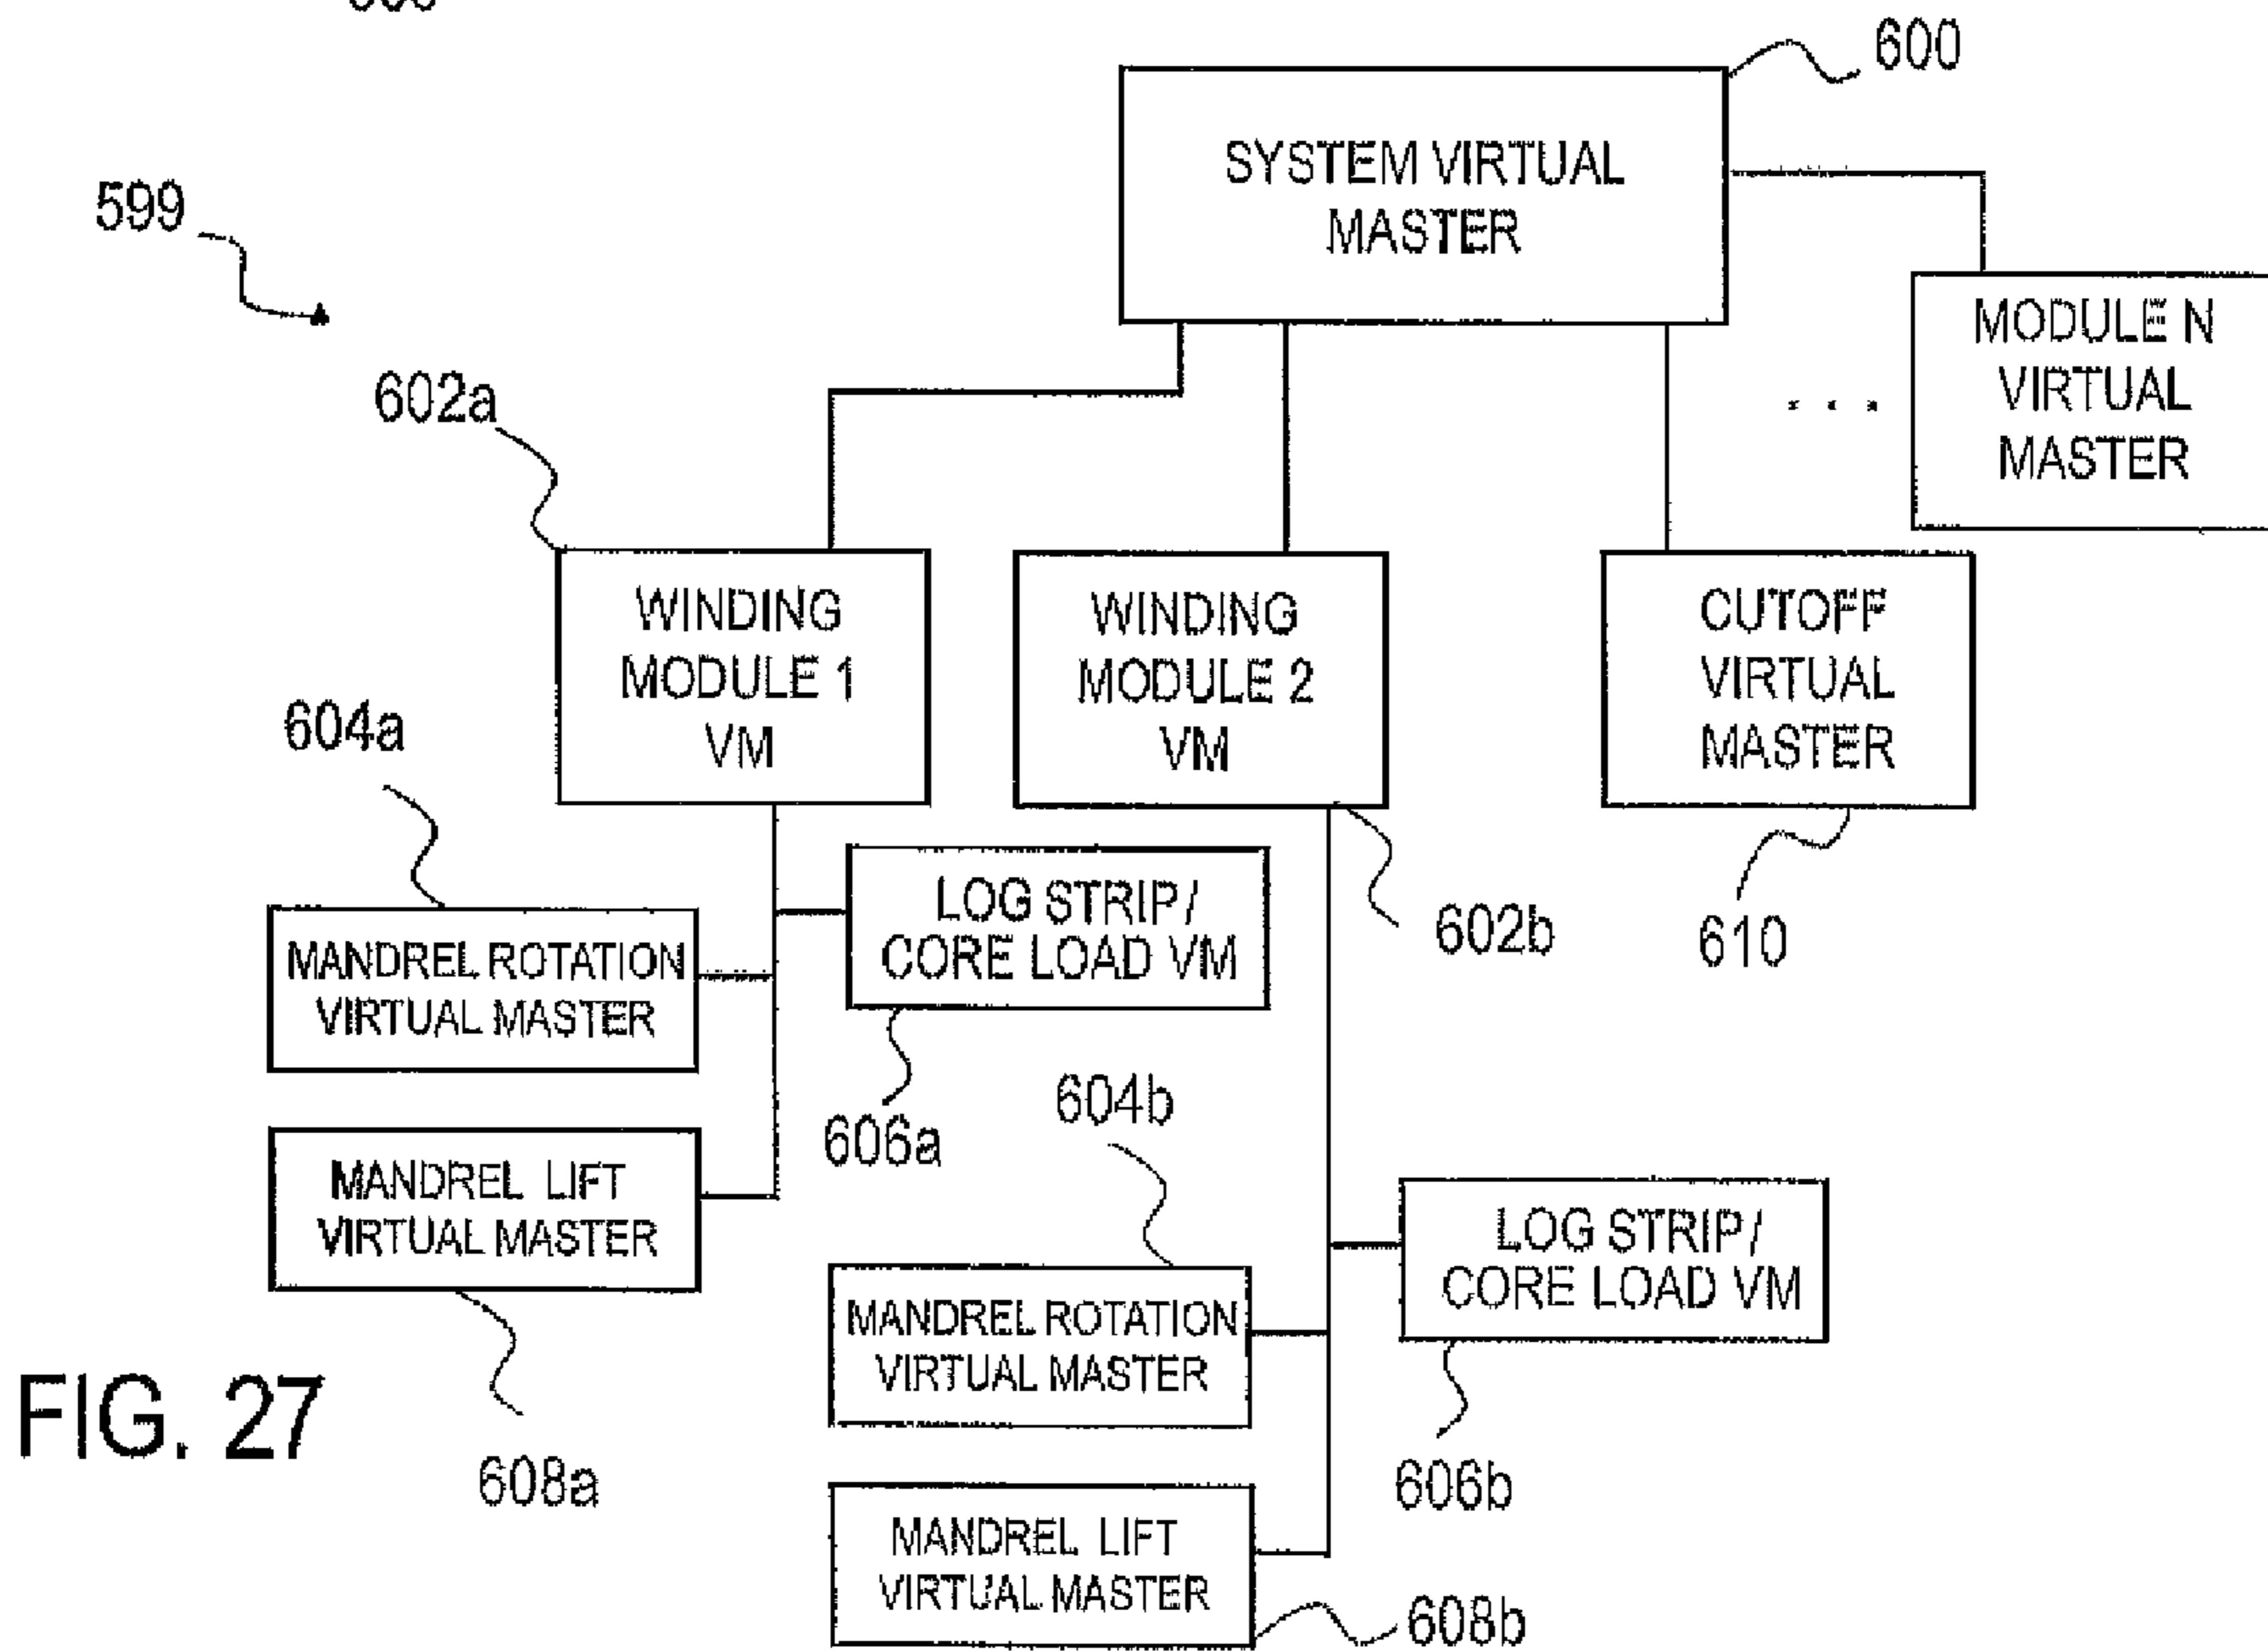 600
SYSTEM VIRTUAL
MASTER
599
MODULE N
VIRTUAL
MASTER
. . .
602a
WINDING
MODULE 1
VM
WINDING
MODULE 2
VM
CUTOFF
VIRTUAL
MASTER
604a
LOG STRIP/
CORE LOAD VM
602b
610
MANDREL ROTATION
VIRTUAL MASTER
606a
604b
MANDREL LIFT
VIRTUAL MASTER
LOG STRIP/
CORE LOAD VM
MANDREL ROTATION
VIRTUAL MASTER
FIG. 27
608a
606b
MANDREL LIFT
VIRTUAL MASTER
608b